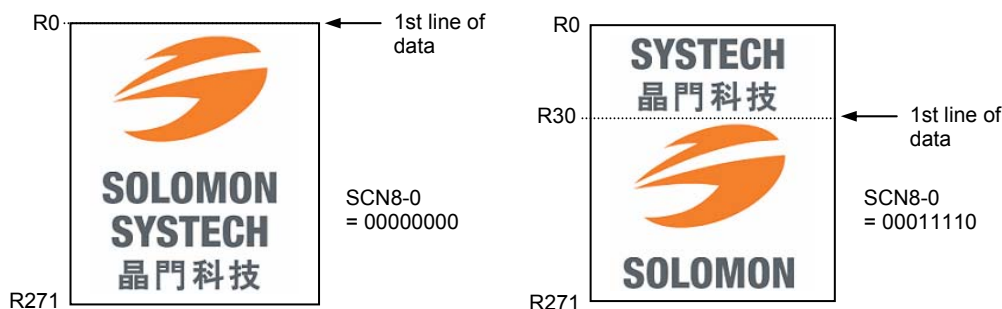 R0
1st line of
data
SOLOMON
SYSTECH
晶門科技
SCN8-0
= 00000000
R271
R0
SYSTECH
晶門科技
R30
1st line of
data
SCN8-0
= 00011110
SOLOMON
R271